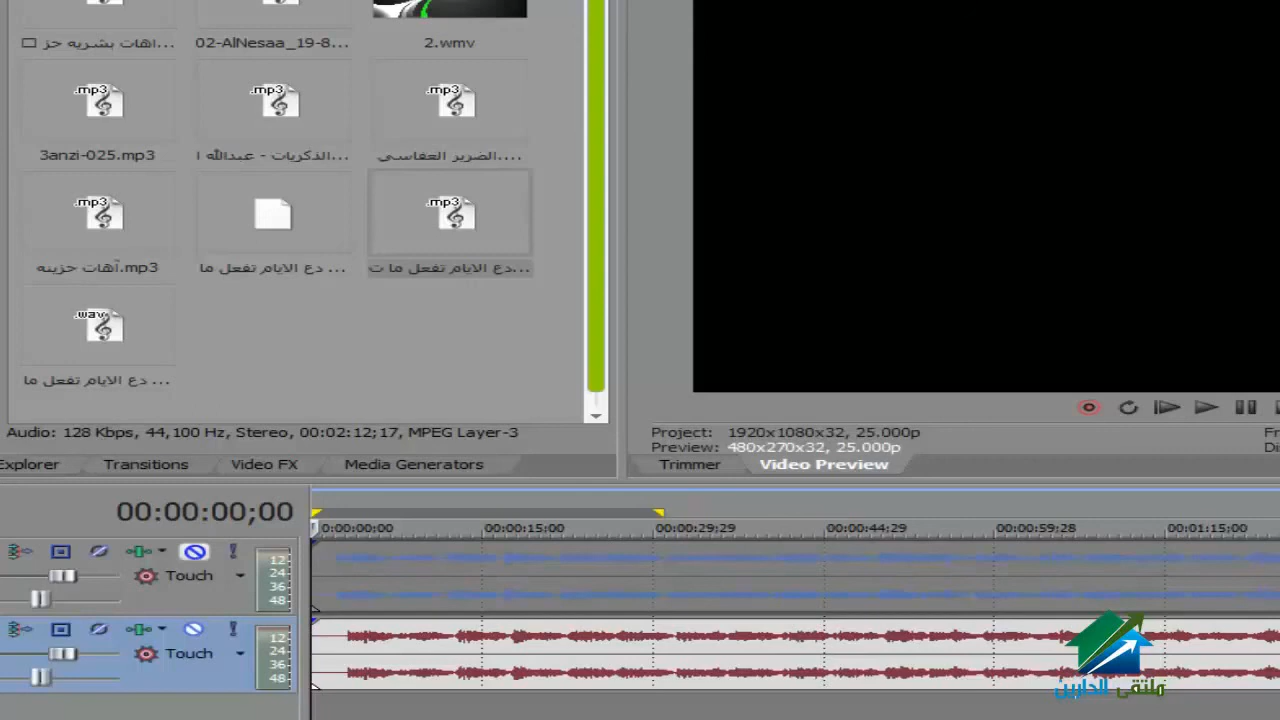 اهات بشريه حز...
02-AlNesaa_19-8...
2.wmv
.mp3
.mp3
.mp3
3anzi-025.mp3
الذكريات - عبدالله ا...
الضرير العفاسي....
.mp3
.mp3
آهات حزينه.mp3
دع الايام تفعل ما ...
دع الايام تفعل ما ت...
.wav
دع الايام تفعل ما ...
Audio: 128 Kbps, 44,100 Hz, Stereo, 00:02:12;17, MPEG Layer-3
Project: 1920x1080x32, 25.000p
Fr
Preview: 480x270x32, 25.000p
Di
Explorer
Transitions
Video FX
Media Generators
Trimmer
Video Preview
00:00:00;00
0:00:00:00
00:00:15:00
00:00:29;29
00:00:44;29
00:00:59;28
00:01:15:00
Touch
12
24
36
48
Touch
12
24
36
48
ملتقى الدارين